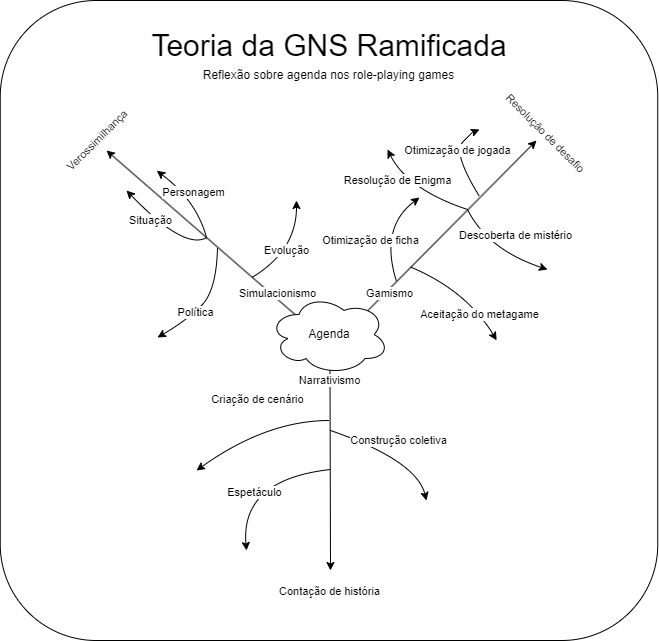 Teoria da GNS Ramificada
Reflexão sobre agenda nos role-playing games
Verossimilhança
Resolução de desafio
Otimização de jogada
Personagem
Resolução de Enigma
Situação
Descoberta de mistério
Otimização de ficha
Evolução
Simulacionismo
Gamismo
Política
Aceitação do metagame
Agenda
Narrativismo
Criação de cenário
Construção coletiva
Espetáculo
Contação de história